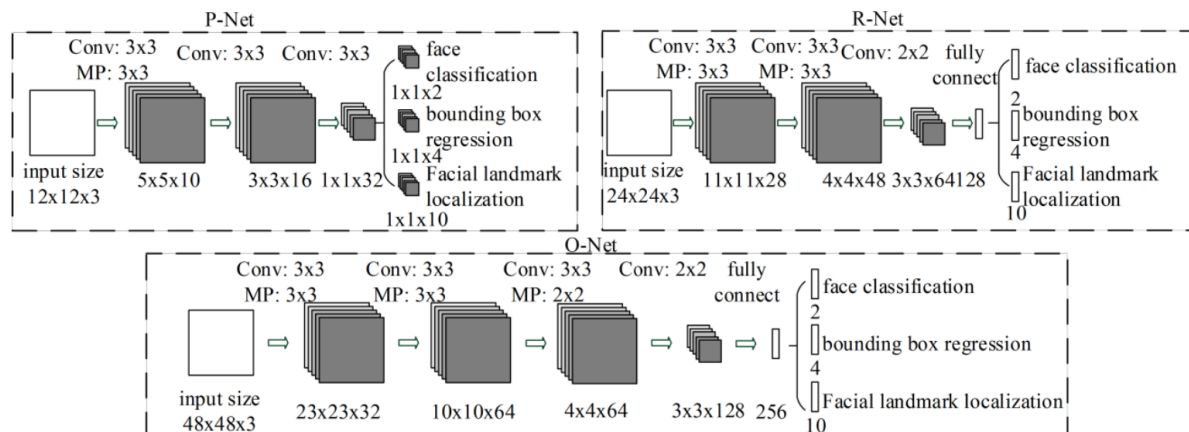 P-Net
Conv: 3x3 Conv: 3x3 Conv: 3x3
MP: 3x3
face
classification
1x1x2
bounding box
regression
1x1x4
Facial landmark
localization
1x1x10
input size
12x12x3
5x5x10
3x3x16
1x1x32
R-Net
Conv: 3x3 Conv: 3x3 Conv: 2x2 fully
MP: 3x3 MP: 3x3 connect
face classification
2
bounding box
regression
4
Facial landmark
localization
10
input size
24x24x3
11x11x28
4x4x48
3x3x64
128
O-Net
Conv: 3x3 Conv: 3x3 Conv: 3x3 Conv: 2x2 fully
MP: 3x3 MP: 3x3 MP: 2x2 connect
face classification
2
bounding box regression
4
Facial landmark localization
10
input size
48x48x3
23x23x32
10x10x64
4x4x64
3x3x128
256